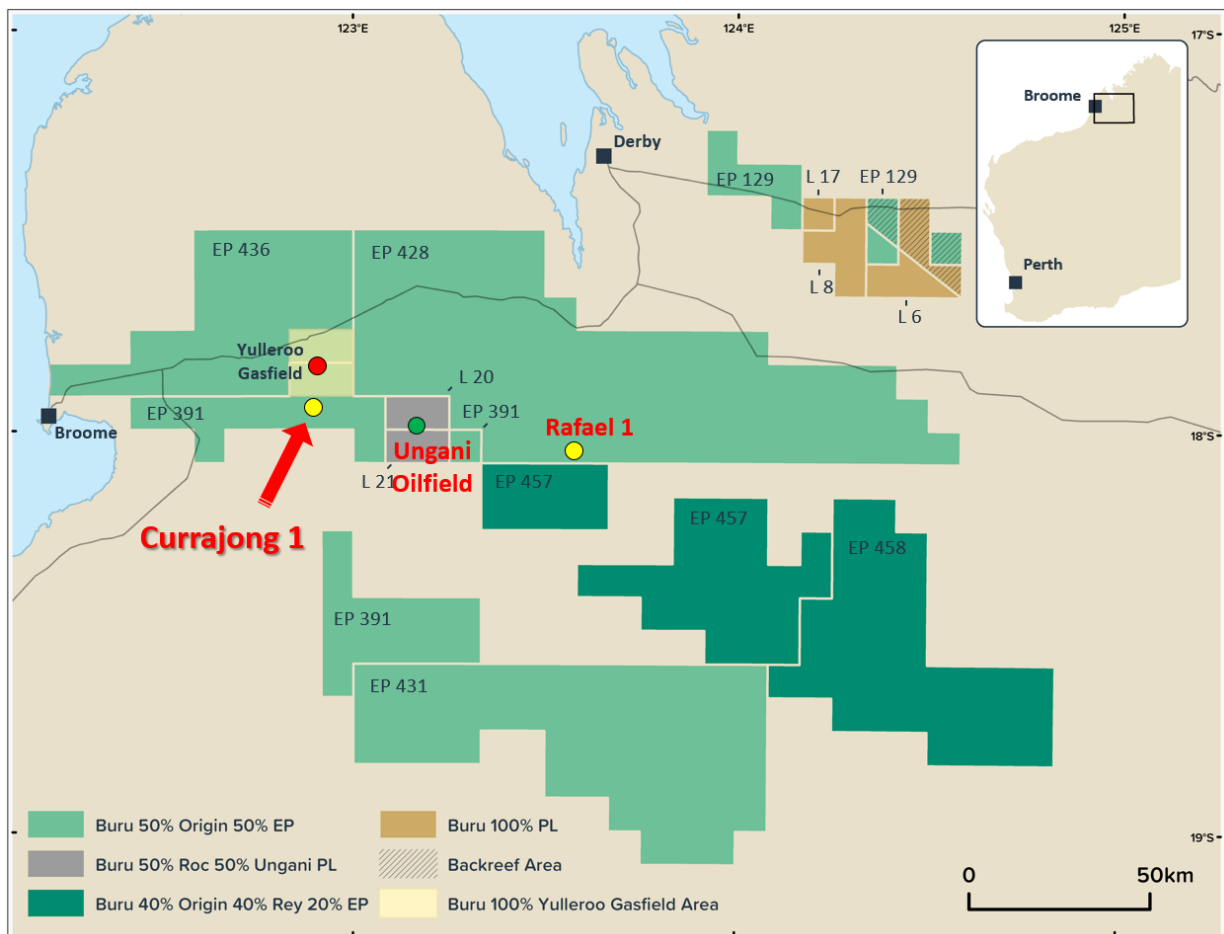 123°E
124°E
125°E
17°S
Broome
Perth
Derby
EP 129
L 17
EP 129
L 8
L 6
EP 436
EP 428
Yulleroo
Gasfield
L 20
EP 391
EP 391
Broome
Rafael 1
18°S
Ungani
Oilfield
L 21
EP 457
Currajong 1
EP 457
EP 458
EP 391
EP 431
19°S
Buru 50% Origin 50% EP
Buru 50% Roc 50% Ungani PL
Buru 40% Origin 40% Rey 20% EP
Buru 100% PL
Backreef Area
Buru 100% Yulleroo Gasfield Area
0
50km